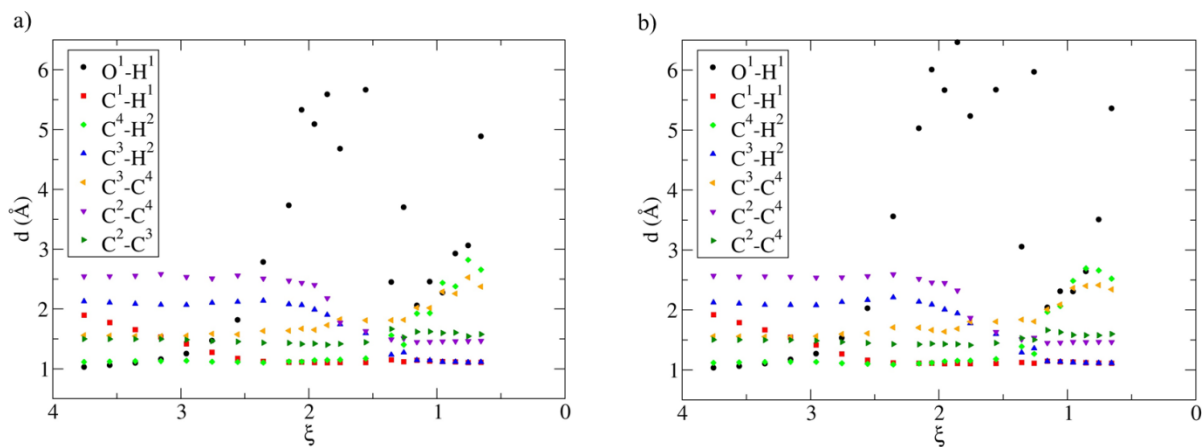 a)
6
5
4
3
2
1
d (Å)
O¹-H¹
C¹-H¹
C⁴-H²
C³-H²
C³-C⁴
C²-C⁴
C²-C³
4 3 2 1 0
ξ
b)
6
5
4
3
2
1
d (Å)
O¹-H¹
C¹-H¹
C⁴-H²
C³-H²
C³-C⁴
C²-C⁴
C²-C⁴
4 3 2 1 0
ξ